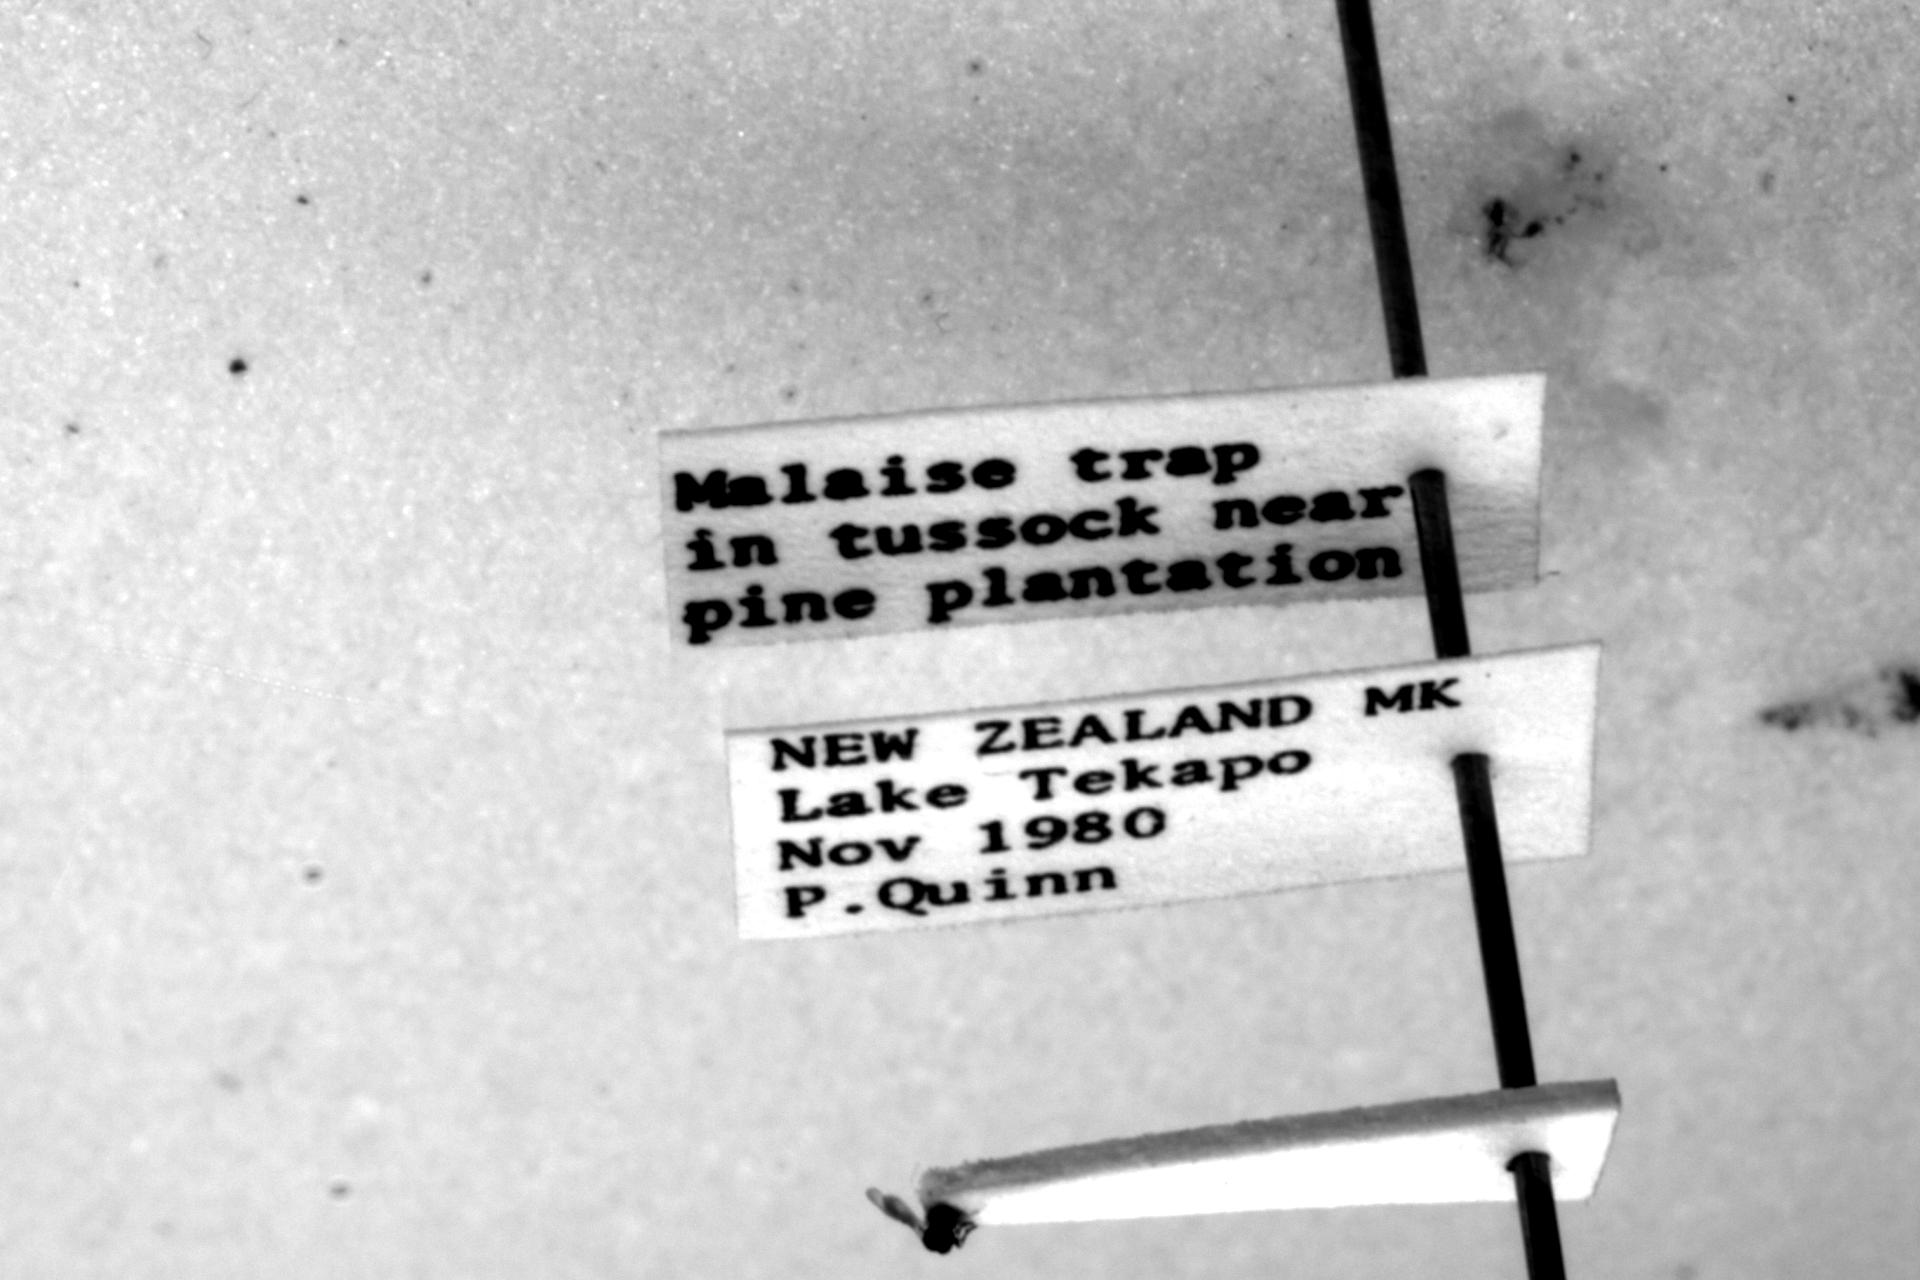 Malaise trap
in tussock near
pine plantation
NEW ZEALAND MK
Lake Tekapo
Nov 1980
P.Quinn